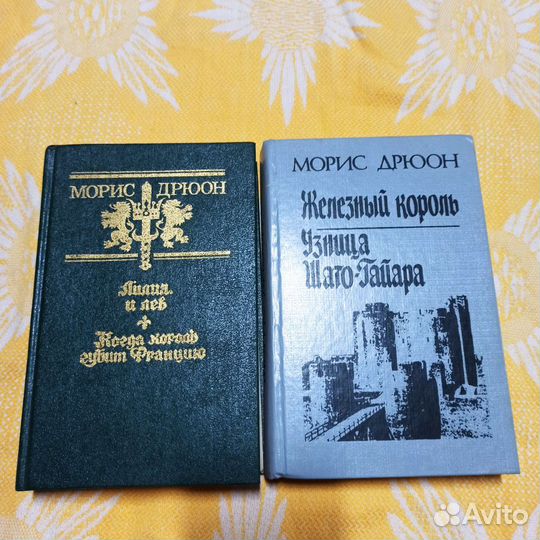 МОРИС ДРЮОН
Лилия
и лев
Когда король
губит Францию
МОРИС ДРЮОН
Железный король
Узница
Шато-Гайара
Avito